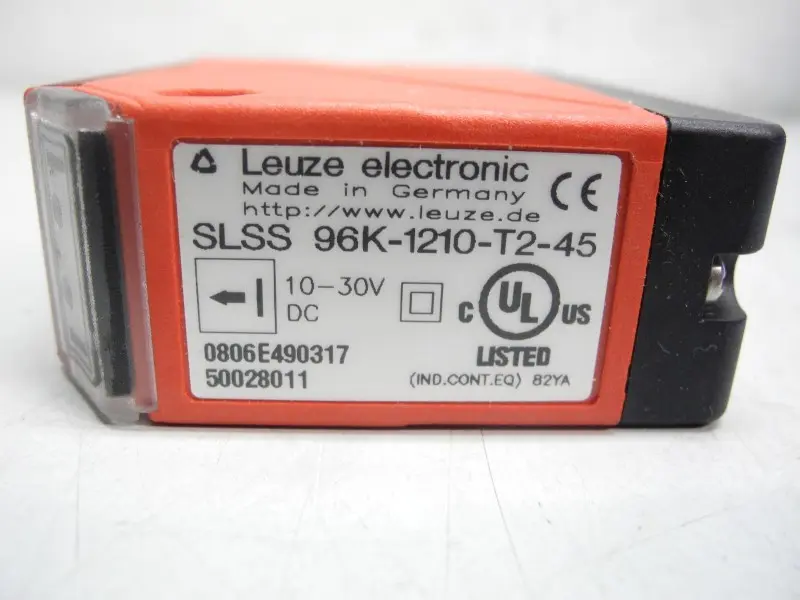 Leuze electronic
Made in Germany
http://www.leuze.de
CE
SLSS 96K-1210-T2-45
10-30V
DC
C UL US
LISTED
0806E490317
50028011
(IND.CONT.EQ) 82YA